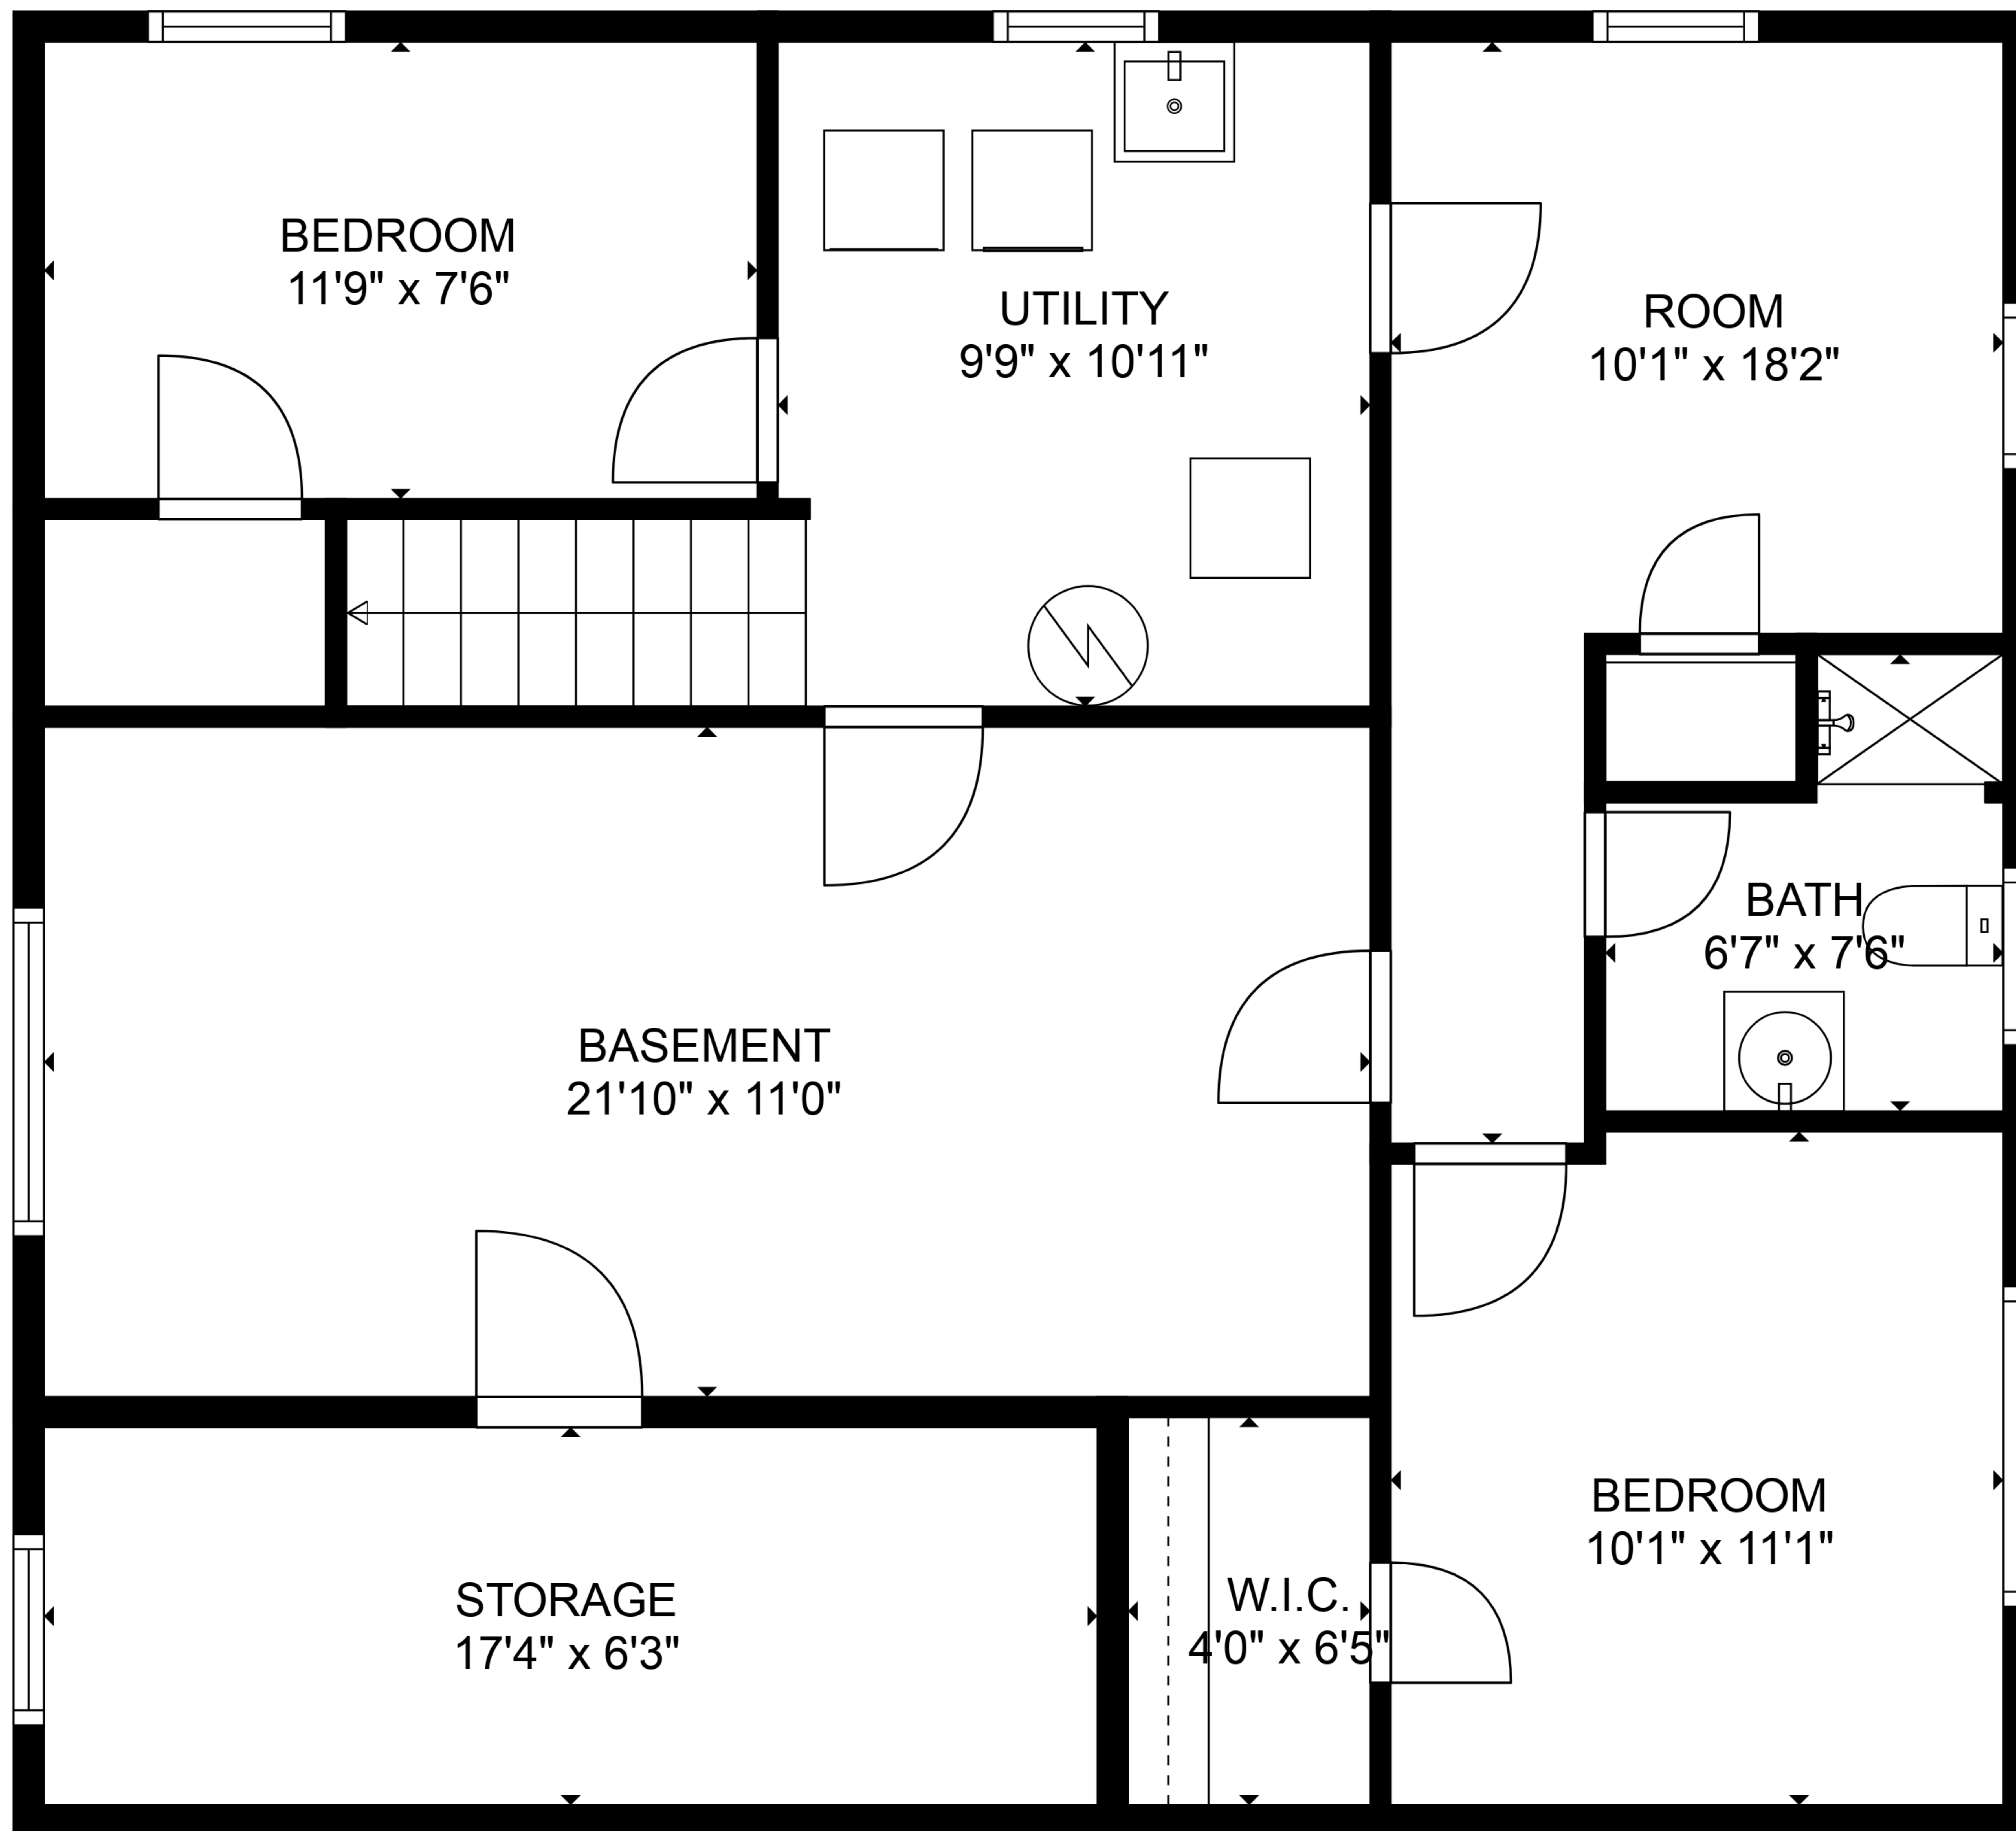 BEDROOM
11'9" x 7'6"
UTILITY
9'9" x 10'11"
ROOM
10'1" x 18'2"
BATH
6'7" x 7'6"
BASEMENT
21'10" x 11'0"
BEDROOM
10'1" x 11'1"
STORAGE
17'4" x 6'3"
W.I.C.
4'0" x 6'5"